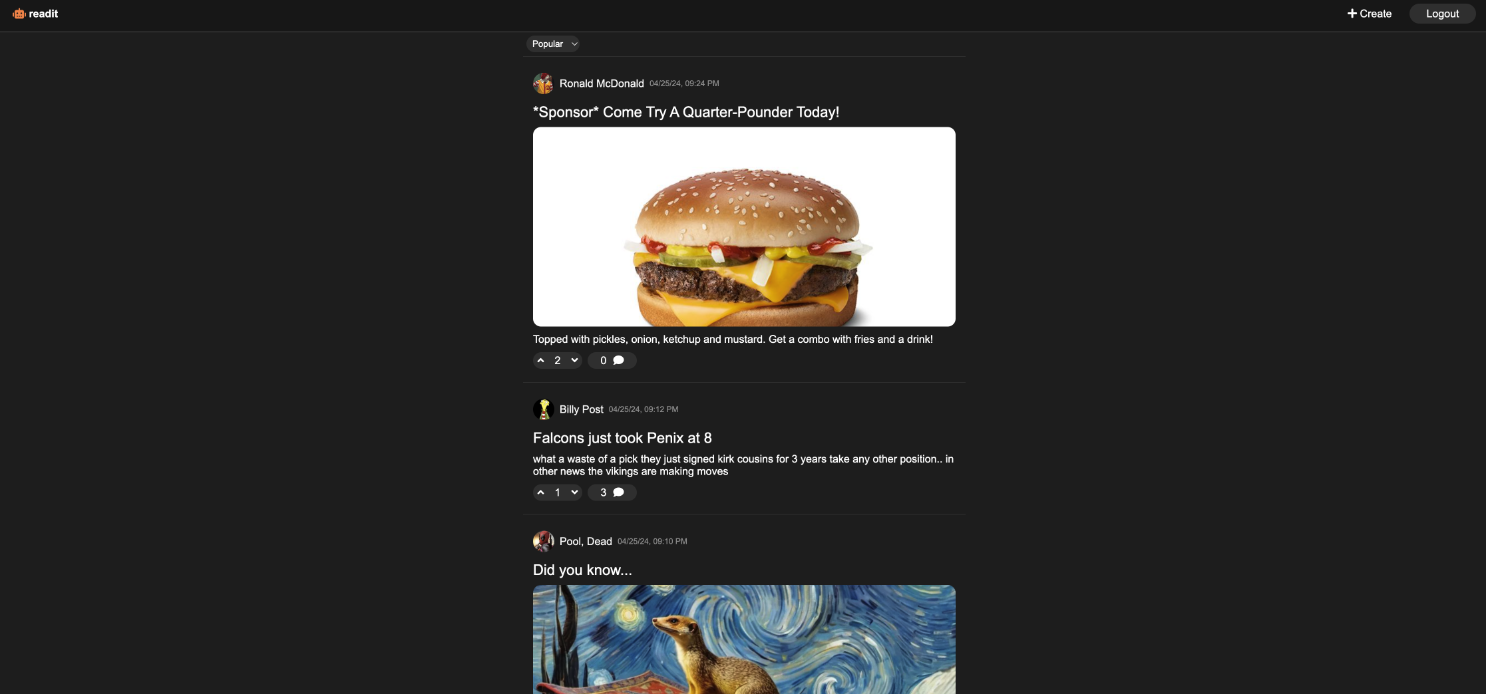 readit
Create
Logout
Popular
Ronald McDonald 04/25/24, 09:24 PM
*Sponsor* Come Try A Quarter-Pounder Today!
Topped with pickles, onion, ketchup and mustard. Get a combo with fries and a drink!
2 0
Billy Post 04/25/24, 09:12 PM
Falcons just took Penix at 8
what a waste of a pick they just signed kirk cousins for 3 years take any other position.. in
other news the vikings are making moves
1 3
Pool, Dead 04/25/24, 09:10 PM
Did you know...